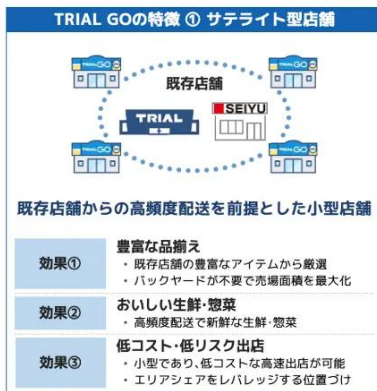 TRIAL GOの特徴 ① サテライト型店舗
TRIAL GO
TRIAL GO
既存店舗
TRIAL
SEIYU
TRIAL GO
TRIAL GO
既存店舗からの高頻度配送を前提とした小型店舗
効果①
豊富な品揃え
・ 既存店舗の豊富なアイテムから厳選
・ バックヤードが不要で売場面積を最大化
効果②
おいしい生鮮・惣菜
・ 高頻度配送で新鮮な生鮮・惣菜
効果③
低コスト・低リスク出店
・ 小型であり、低コストな高速出店が可能
・ エリアシェアをレバレッジする位置づけ